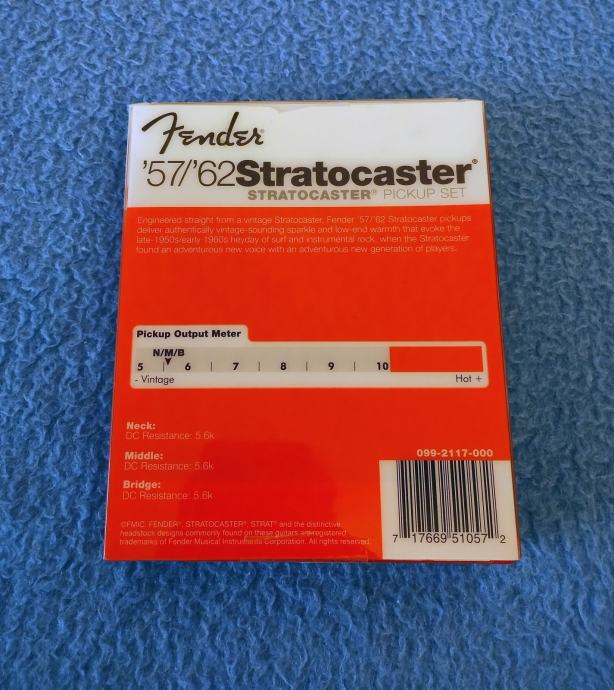 Fender®
'57/'62Stratocaster®
STRATOCASTER® PICKUP SET
Engineered straight from a vintage Stratocaster, Fender '57/'62 Stratocaster pickups
deliver authentically vintage-sounding sparkle and low-end warmth that evoke the
late-1950s/early 1960s heyday of surf and instrumental rock, when the Stratocaster
found an adventurous new voice with an adventurous new generation of players.
Pickup Output Meter
N/M/B
5 | 6 | 7 | 8 | 9 | 10
- Vintage Hot +
Neck:
DC Resistance: 5.6k
Middle:
DC Resistance: 5.6k
Bridge:
DC Resistance: 5.6k
099-2117-000
7 17669 51057 2
©FMIC. FENDER®, STRATOCASTER®, STRAT® and the distinctive
headstock designs commonly found on these guitars are registered
trademarks of Fender Musical Instruments Corporation. All rights reserved.